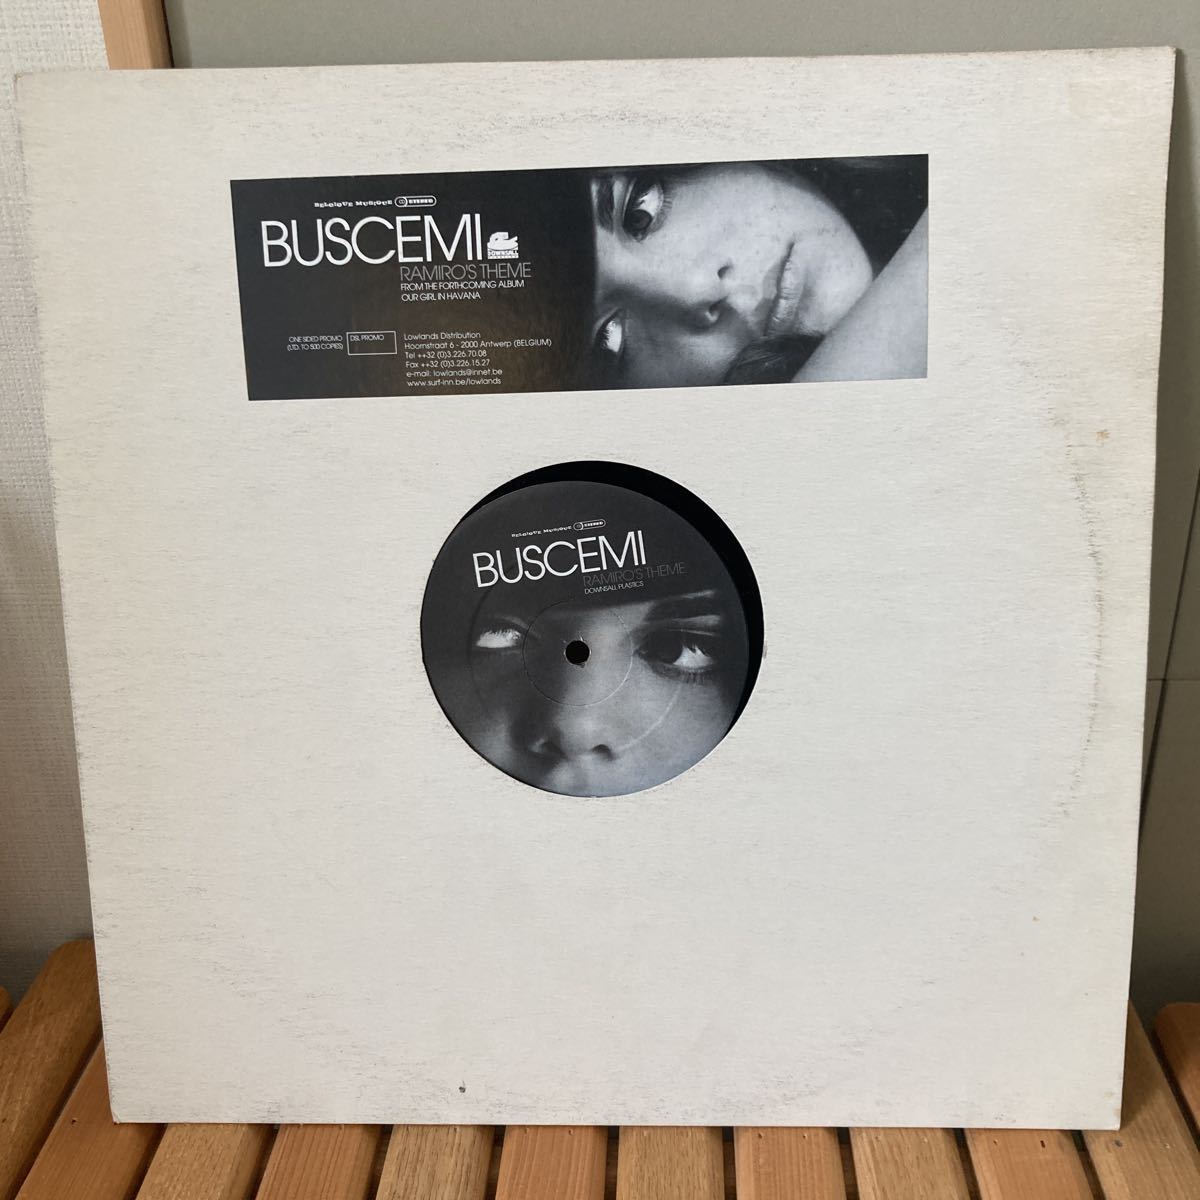 BELGIQUE MUSIQUE STEREO
BUSCEMI
DOWNSALL
PLASTICS
RAMIRO'S THEME
FROM THE FORTHCOMING ALBUM
OUR GIRL IN HAVANA
ONE SIDED PROMO
(LTD. TO 500 COPIES)
DSL PROMO
Lowlands Distribution
Hoornstraat 6 - 2000 Antwerp (BELGIUM)
Tel ++32 (0)3.226.70.08
Fax ++32 (0)3.226.15.27
e-mail: lowlands@innet.be
www.surf-inn.be/lowlands
BELGIQUE MUSIQUE STEREO
BUSCEMI
RAMIRO'S THEME
DOWNSALL PLASTICS